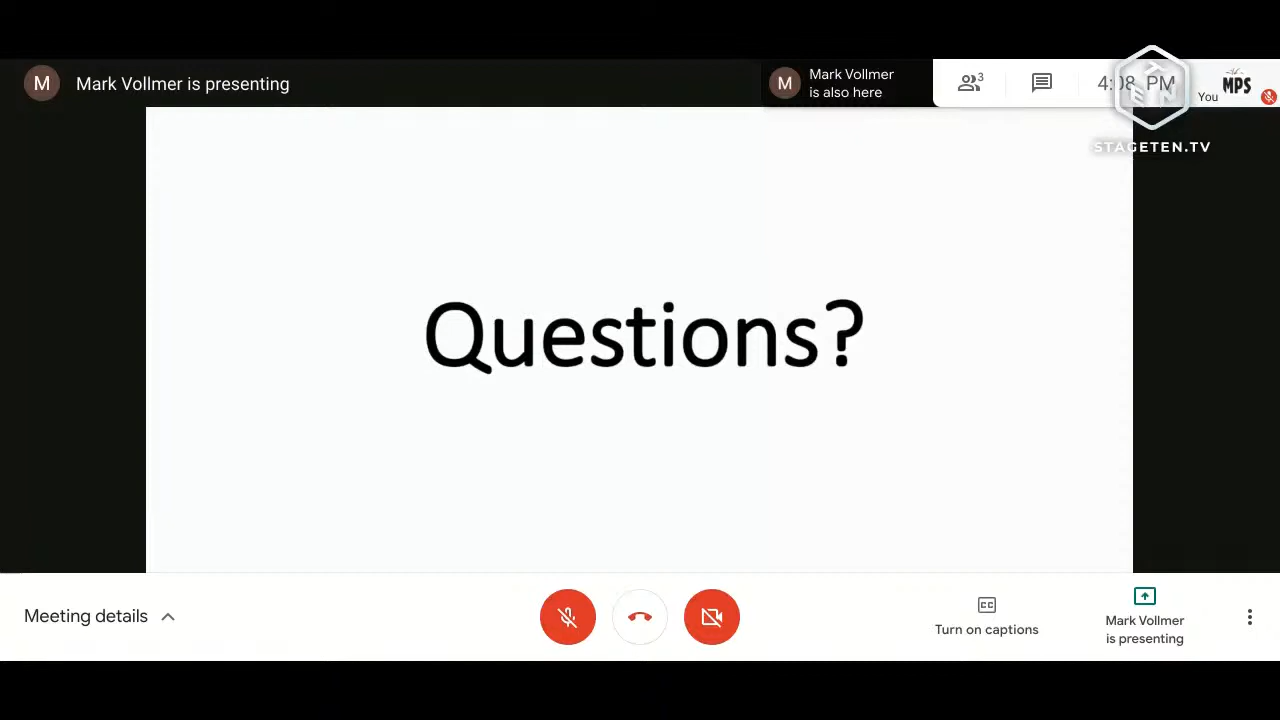 M
Mark Vollmer is presenting
M
Mark Vollmer
is also here
3
4:08 PM
You
MPS
STAGETEN.TV
Questions?
Meeting details
CC
Turn on captions
Mark Vollmer
is presenting